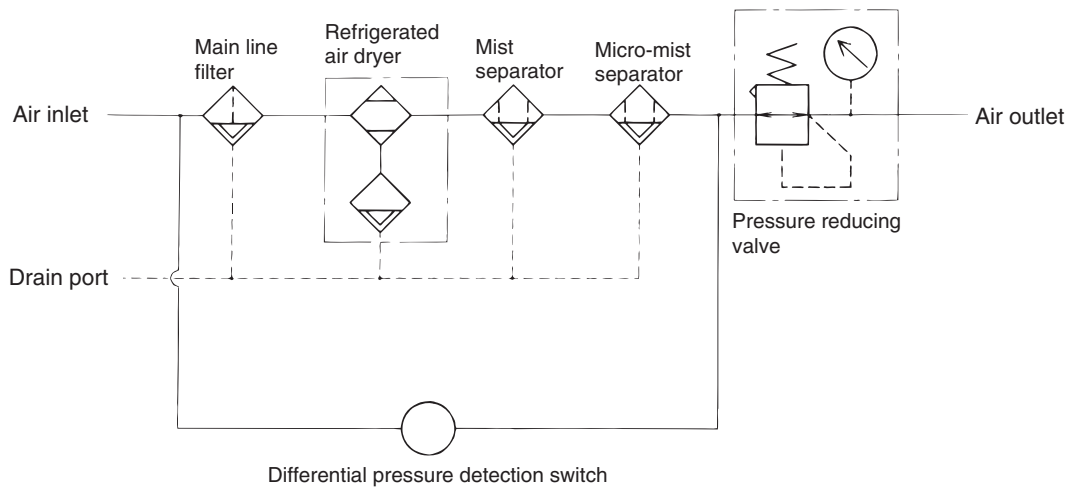 Main line
filter
Refrigerated
air dryer
Mist
separator
Micro-mist
separator
Air inlet
Air outlet
Pressure reducing
valve
Drain port
Differential pressure detection switch